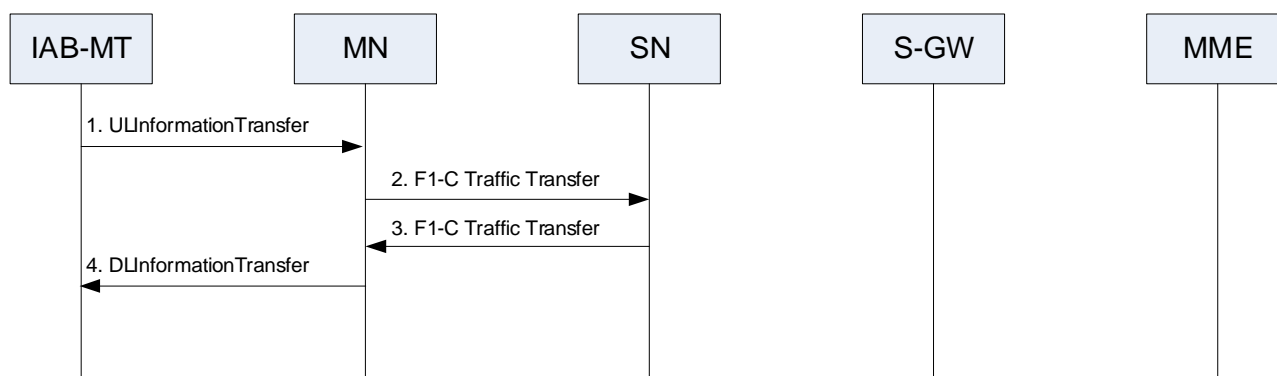 IAB-MT
MN
SN
S-GW
MME
1. ULInformationTransfer
2. F1-C Traffic Transfer
3. F1-C Traffic Transfer
4. DLInformationTransfer